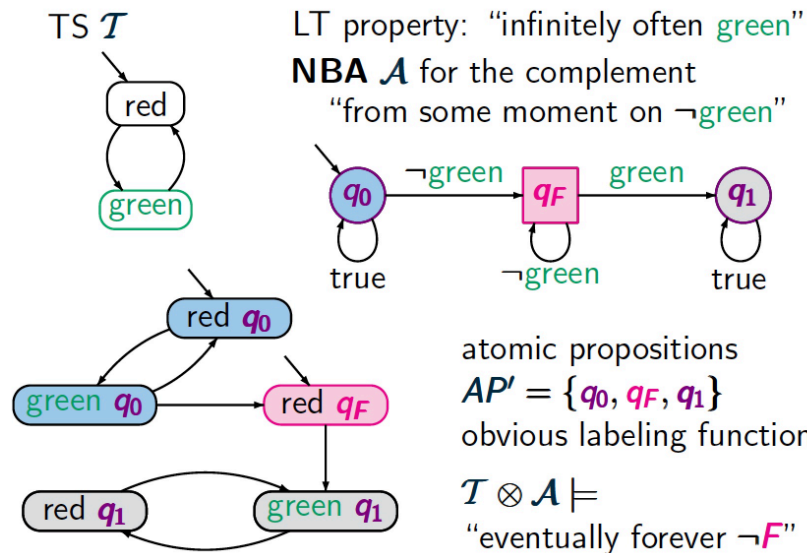 TS 𝒯
LT property: "infinitely often green"
NBA 𝒜 for the complement
"from some moment on ¬green"
red
green
q0
¬green
qF
green
q1
true
¬green
true
red q0
green q0
red qF
red q1
green q1
atomic propositions
AP' = {q0, qF, q1}
obvious labeling function
𝒯 ⊗ 𝒜 ⊨
"eventually forever ¬F"